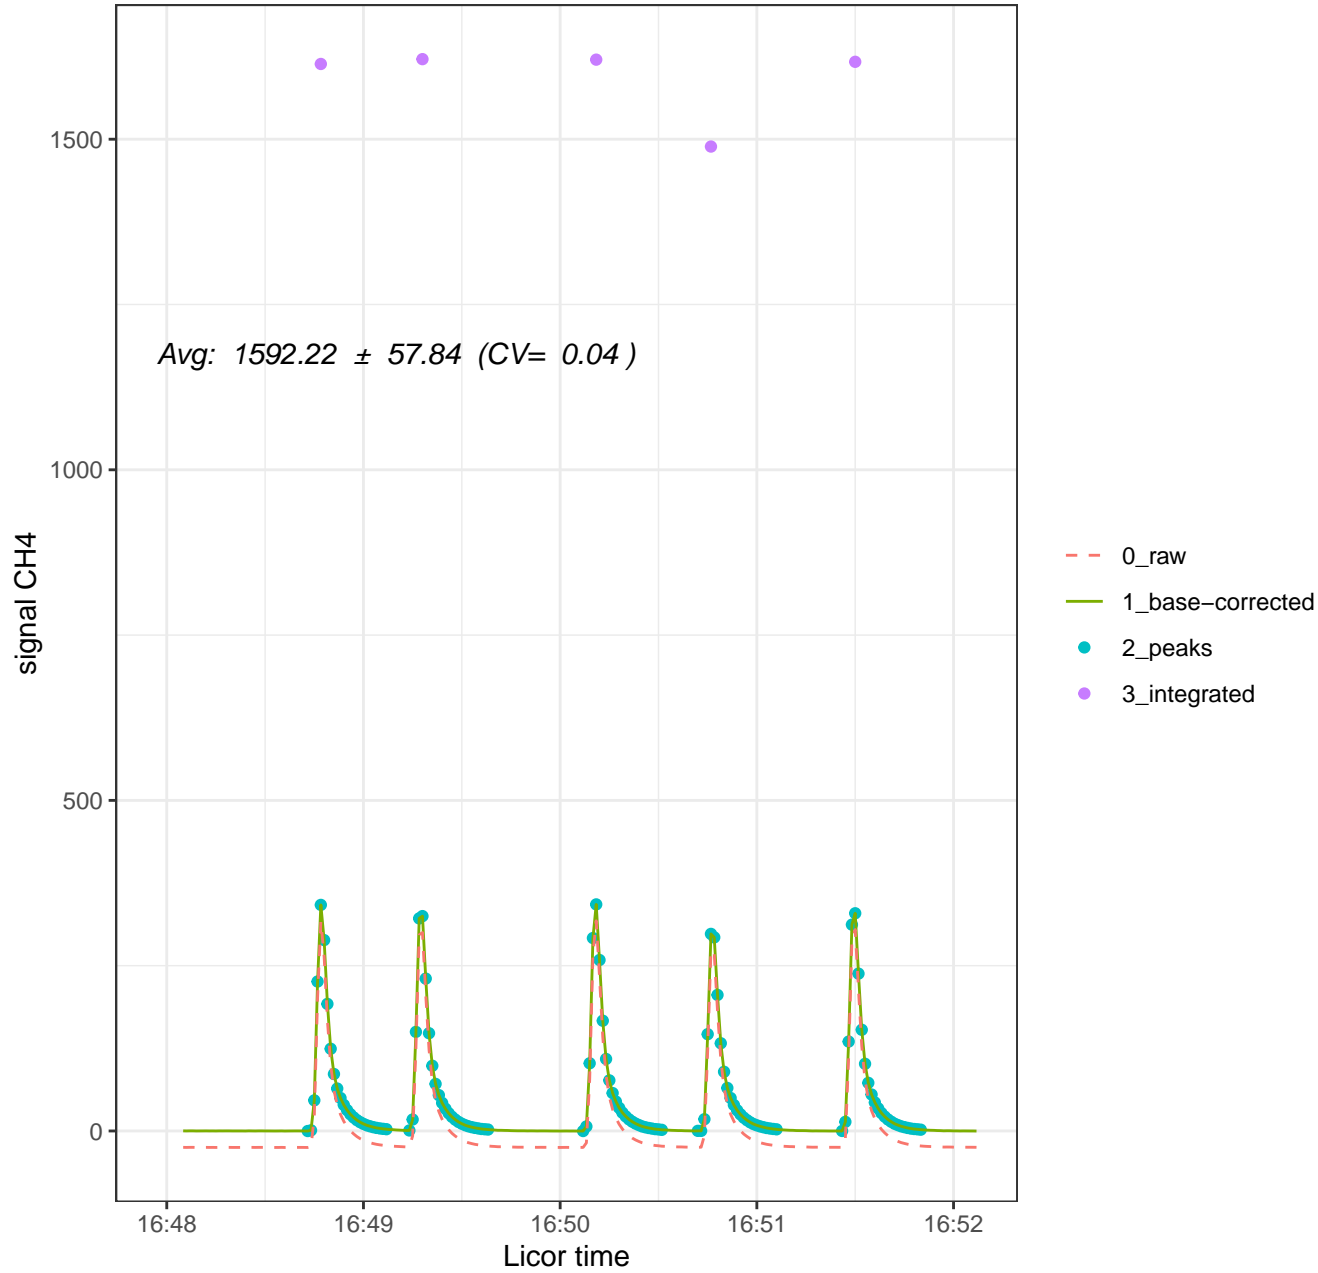 1500
1000
500
0
signal CH4
Avg:  1592.22  ±  57.84  (CV=  0.04 )
16:48
16:49
16:50
16:51
16:52
Licor time
0_raw
1_base−corrected
2_peaks
3_integrated